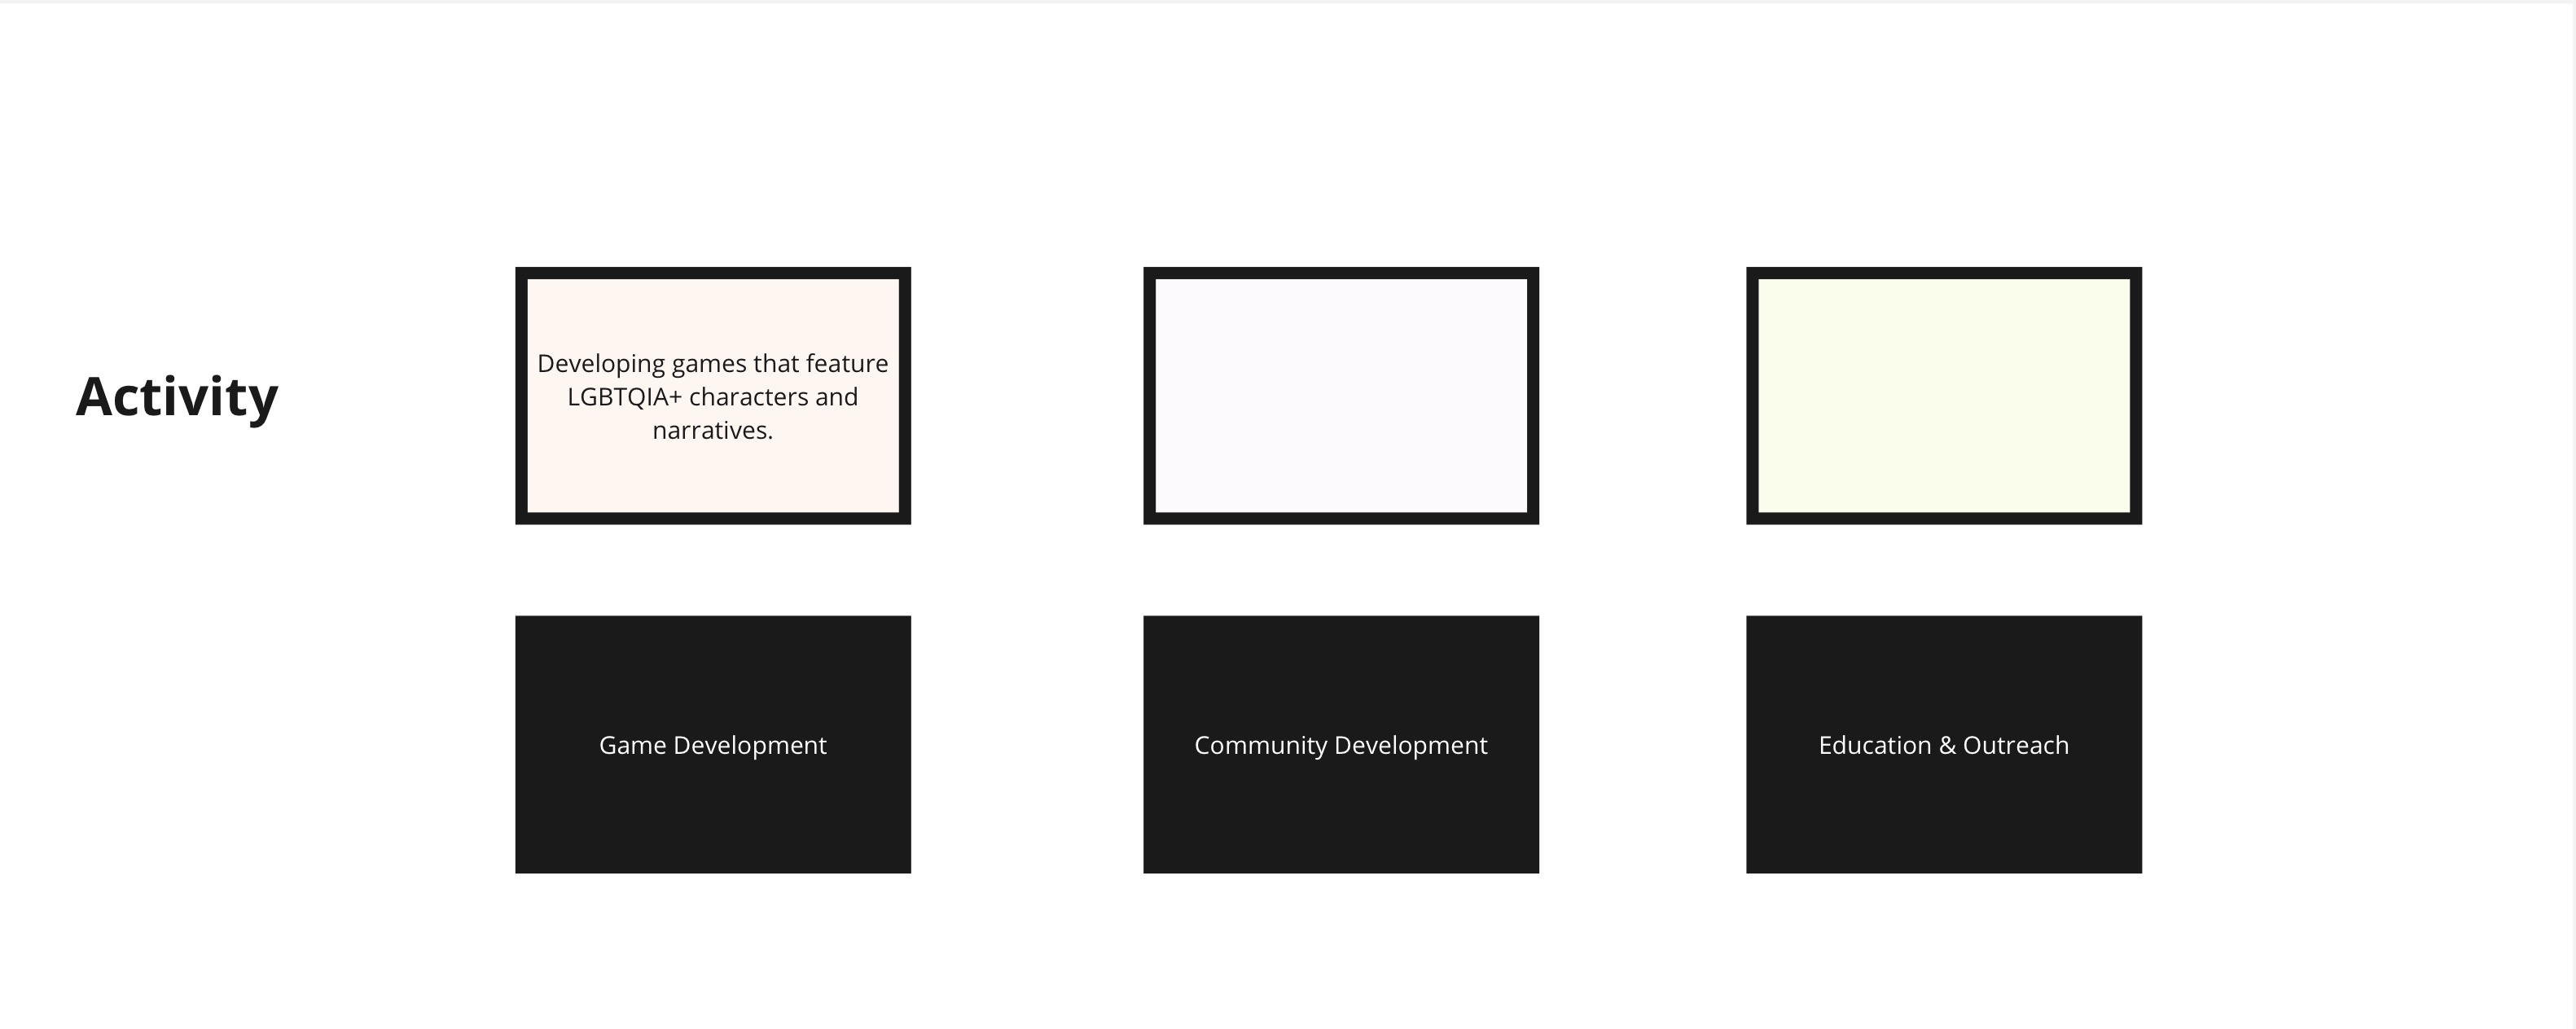 Activity
Developing games that feature
LGBTQIA+ characters and
narratives.
Game Development
Community Development
Education & Outreach